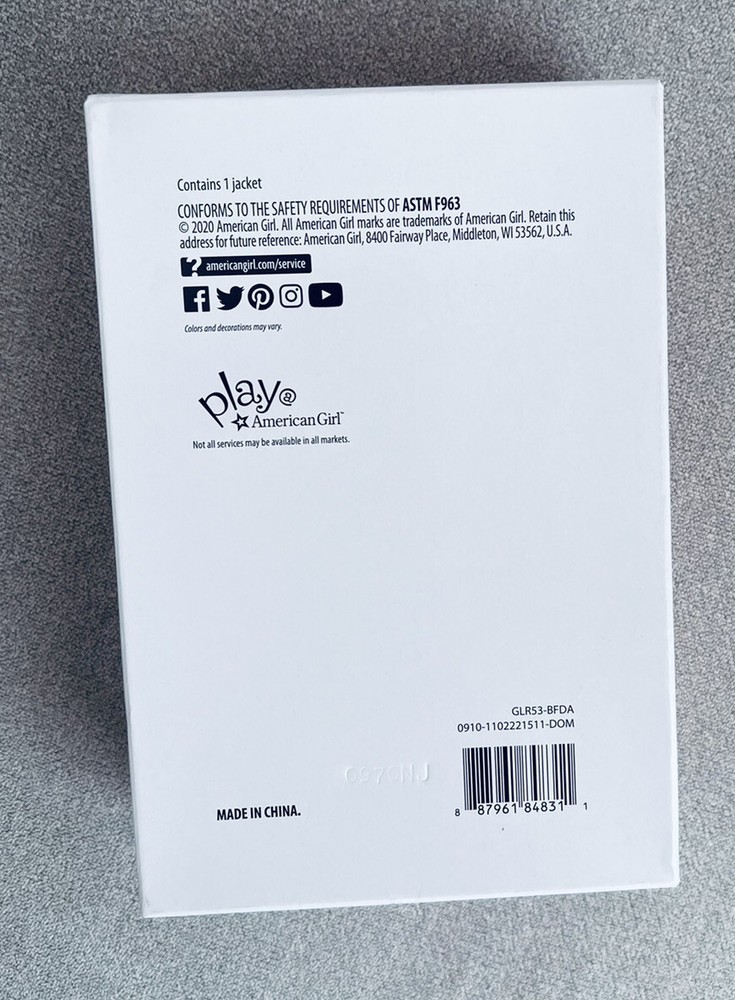 Contains 1 jacket
CONFORMS TO THE SAFETY REQUIREMENTS OF ASTM F963
© 2020 American Girl. All American Girl marks are trademarks of American Girl. Retain this
address for future reference: American Girl, 8400 Fairway Place, Middleton, WI 53562, U.S.A.
? americangirl.com/service
Colors and decorations may vary.
play@
AmericanGirl™
Not all services may be available in all markets.
GLR53-BFDA
0910-1102221511-DOM
MADE IN CHINA.
8 87961 84831 1